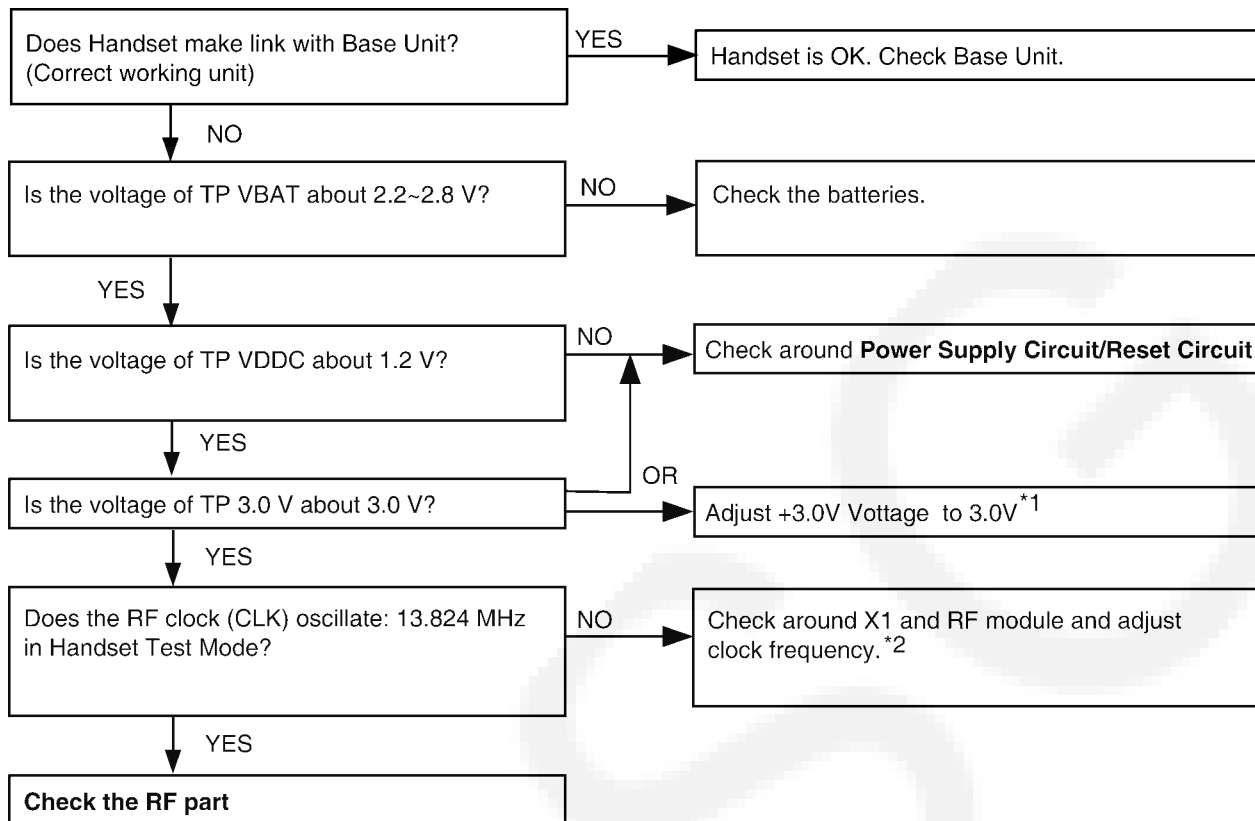 Does Handset make link with Base Unit?
(Correct working unit)
YES
Handset is OK. Check Base Unit.
NO
Is the voltage of TP VBAT about 2.2~2.8 V?
NO
Check the batteries.
YES
Is the voltage of TP VDDC about 1.2 V?
NO
Check around Power Supply Circuit/Reset Circuit
YES
OR
Is the voltage of TP 3.0 V about 3.0 V?
Adjust +3.0V Vottage to 3.0V*1
YES
Does the RF clock (CLK) oscillate: 13.824 MHz
in Handset Test Mode?
NO
Check around X1 and RF module and adjust
clock frequency.*2
YES
Check the RF part